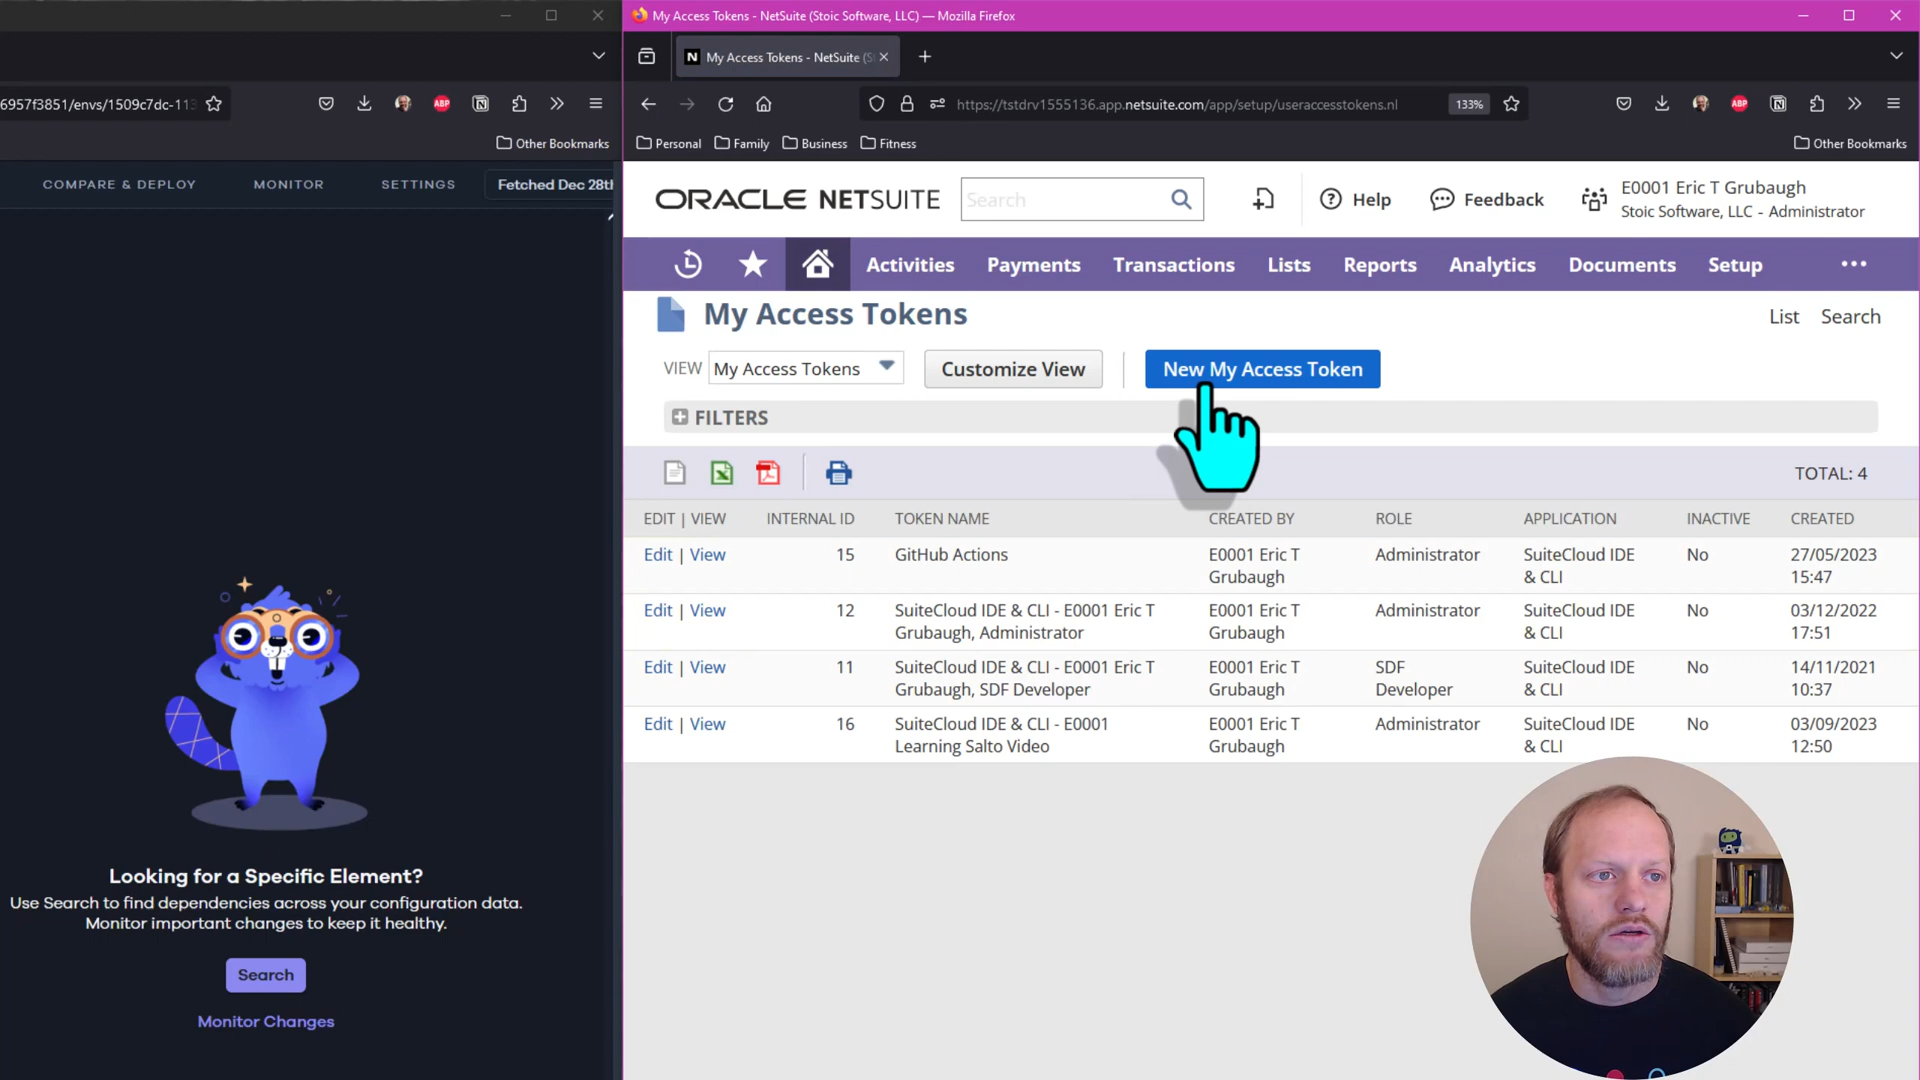 My Access Tokens - NetSuite (Stoic Software, LLC) — Mozilla Firefox
My Access Tokens - NetSuite (S
6957f3851/envs/1509c7dc-113
https://tstdrv1555136.app.netsuite.com/app/setup/useraccesstokens.nl
133%
ABP
ABP
Other Bookmarks
Personal
Family
Business
Fitness
Other Bookmarks
COMPARE & DEPLOY
MONITOR
SETTINGS
Fetched Dec 28th
Looking for a Specific Element?
Use Search to find dependencies across your configuration data.
Monitor important changes to keep it healthy.
Search
Monitor Changes
ORACLE NETSUITE
Search
Help
Feedback
E0001 Eric T Grubaugh
Stoic Software, LLC - Administrator
Activities
Payments
Transactions
Lists
Reports
Analytics
Documents
Setup
My Access Tokens
List
Search
VIEW
My Access Tokens
Customize View
New My Access Token
FILTERS
TOTAL: 4
EDIT | VIEW INTERNAL ID TOKEN NAME CREATED BY ROLE APPLICATION INACTIVE CREATED
Edit | View 15 GitHub Actions E0001 Eric T Administrator SuiteCloud IDE No 27/05/2023
Grubaugh & CLI 15:47
Edit | View 12 SuiteCloud IDE & CLI - E0001 Eric T E0001 Eric T Administrator SuiteCloud IDE No 03/12/2022
Grubaugh, Administrator Grubaugh & CLI 17:51
Edit | View 11 SuiteCloud IDE & CLI - E0001 Eric T E0001 Eric T SDF SuiteCloud IDE No 14/11/2021
Grubaugh, SDF Developer Grubaugh Developer & CLI 10:37
Edit | View 16 SuiteCloud IDE & CLI - E0001 E0001 Eric T Administrator SuiteCloud IDE No 03/09/2023
Learning Salto Video Grubaugh & CLI 12:50